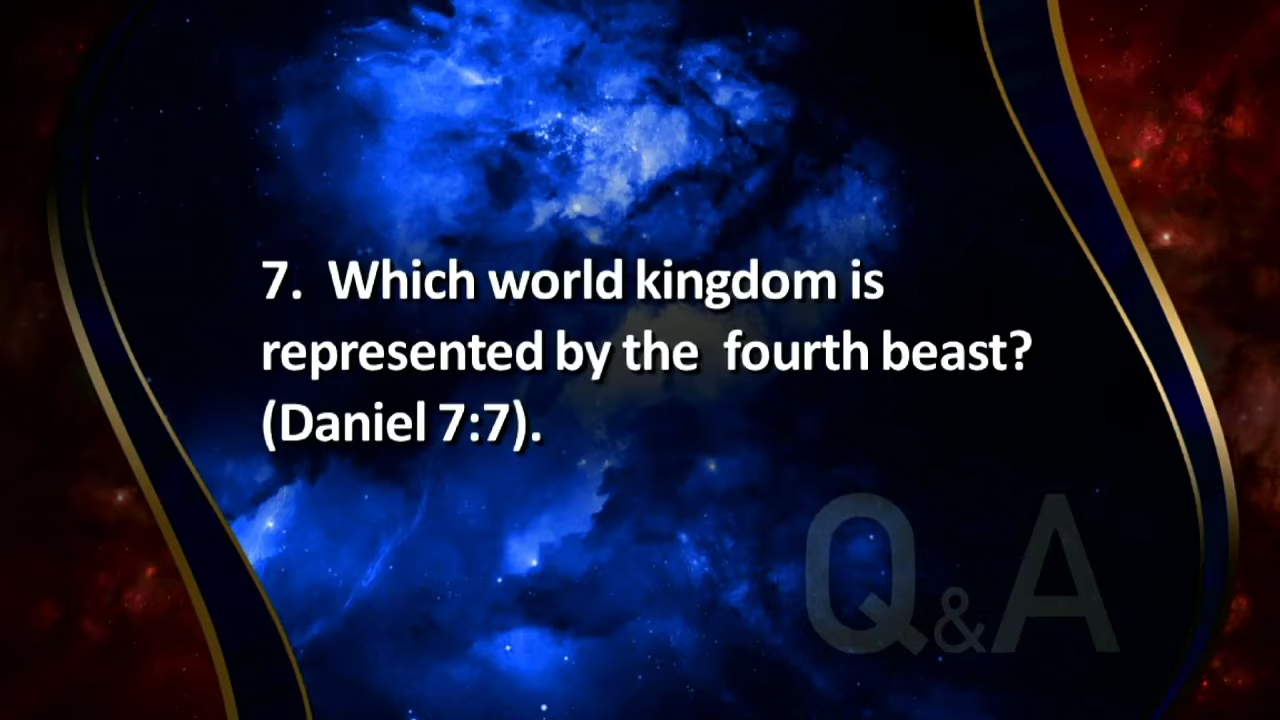 7. Which world kingdom is
represented by the fourth beast?
(Daniel 7:7).
Q&A